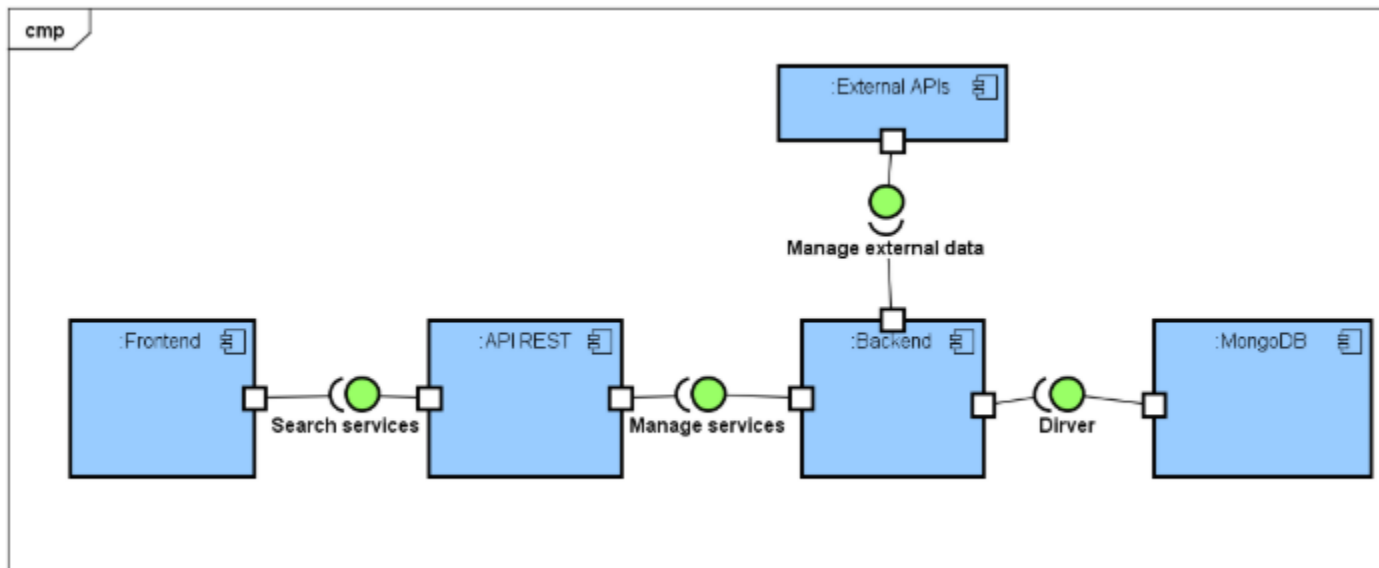 cmp
:External APIs
Manage external data
:Frontend
:API REST
:Backend
:MongoDB
Search services
Manage services
Dirver